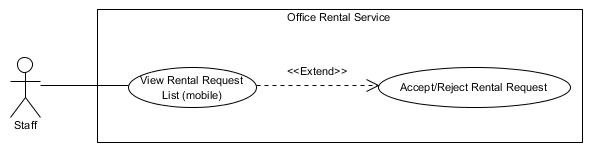 Office Rental Service
View Rental Request
List (mobile)
<<Extend>>
Accept/Reject Rental Request
Staff